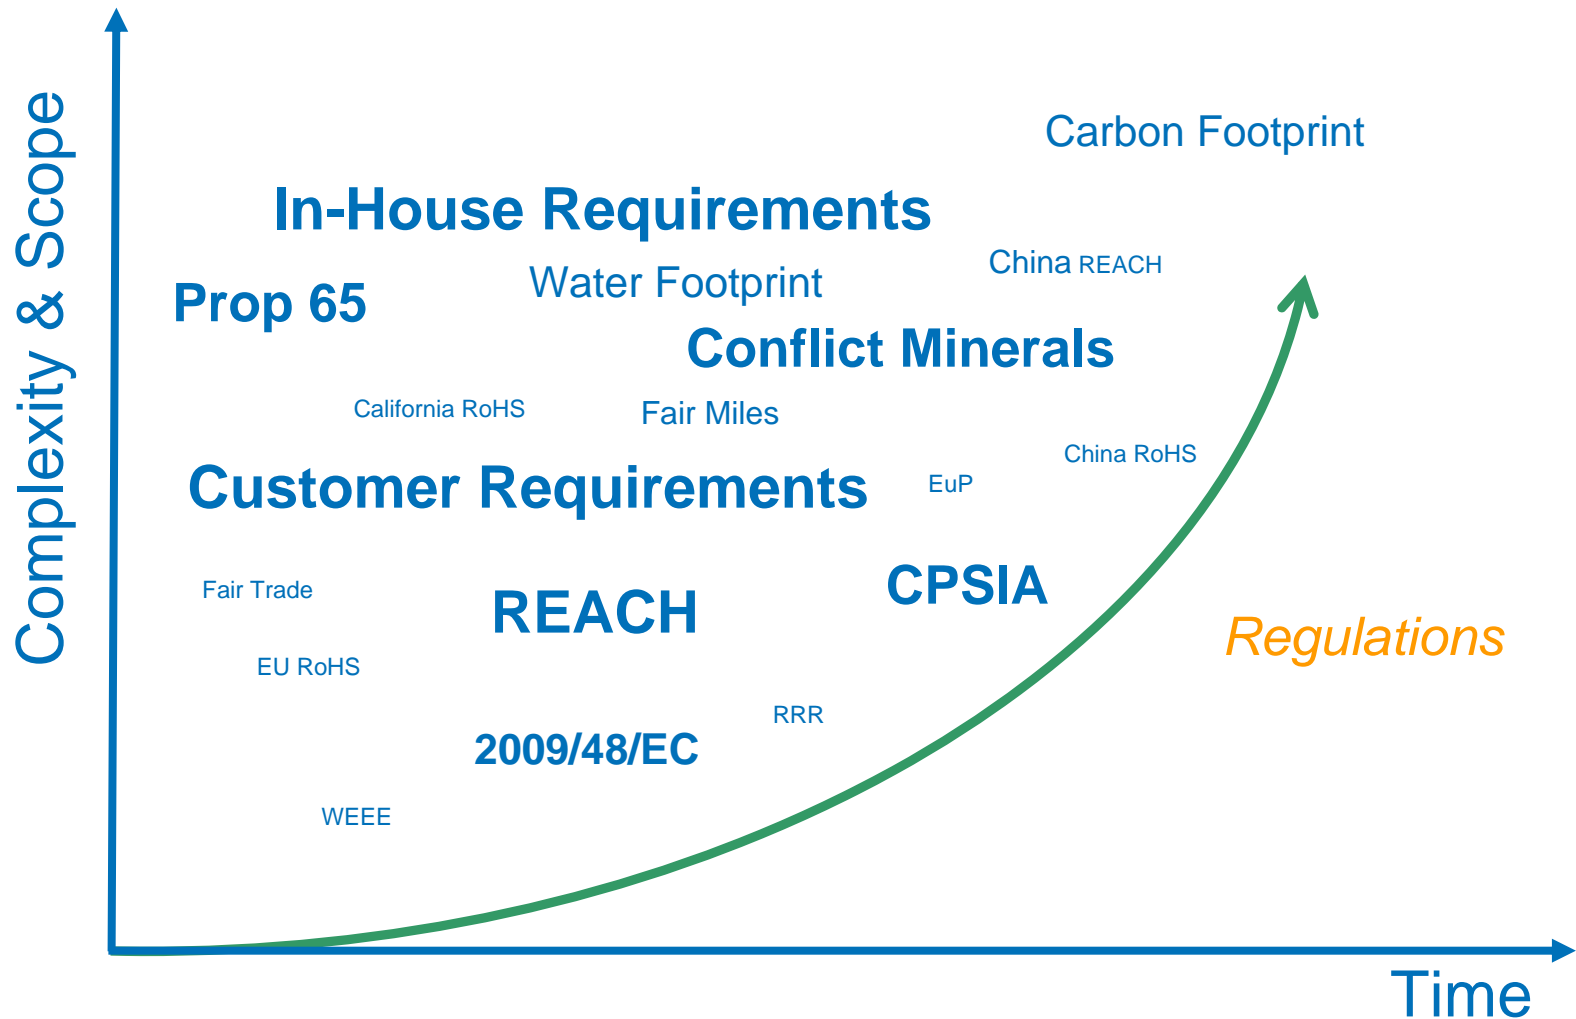 Complexity & Scope
Carbon Footprint
In-House Requirements
China REACH
Water Footprint
Prop 65
Conflict Minerals
California RoHS
Fair Miles
China RoHS
Customer Requirements
EuP
Fair Trade
REACH
CPSIA
Regulations
EU RoHS
RRR
2009/48/EC
WEEE
Time